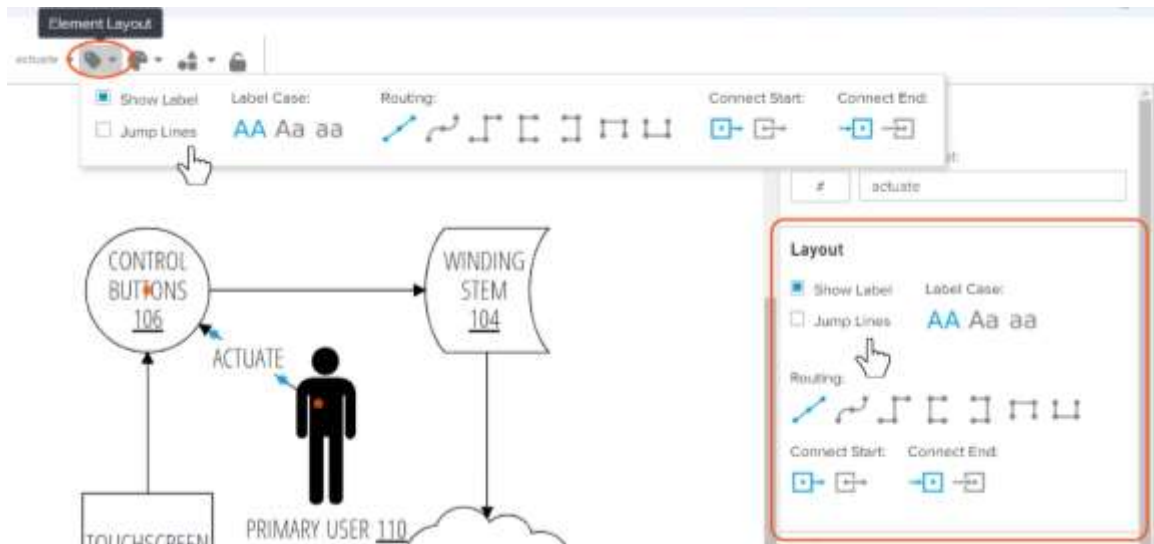 Element Layout
actuate
Show Label
Label Case:
Routing:
Connect Start:
Connect End:
Jump Lines
AA Aa aa
#
actuate
Layout
Show Label
Label Case:
Jump Lines
AA Aa aa
Routing:
Connect Start:
Connect End:
CONTROL
BUTTONS
106
WINDING
STEM
104
ACTUATE
PRIMARY USER 110
TOUCHSCREEN